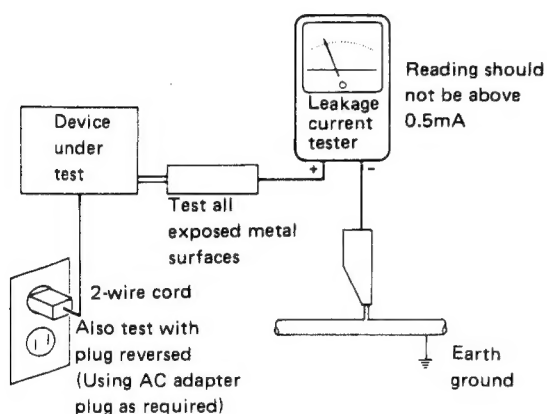 Device
under
test
Leakage
current
tester
+ -
Reading should
not be above
0.5mA
Test all
exposed metal
surfaces
2-wire cord
Also test with
plug reversed
(Using AC adapter
plug as required)
Earth
ground